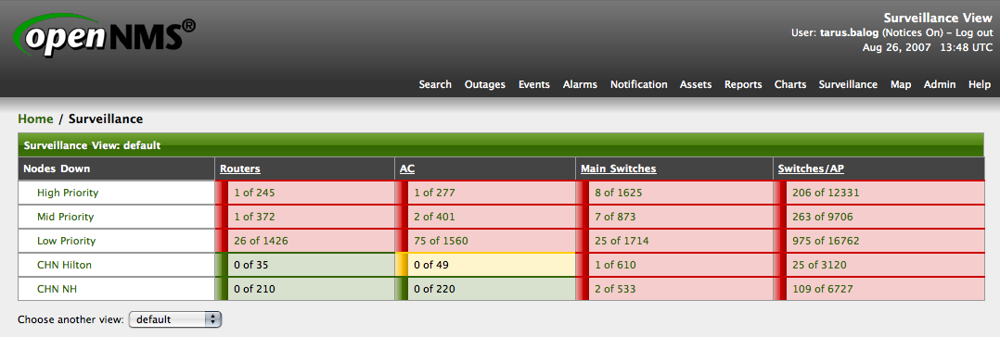 openNMS®
Surveillance View
User: tarus.balog (Notices On) – Log out
Aug 26, 2007 13:48 UTC
Search Outages Events Alarms Notification Assets Reports Charts Surveillance Map Admin Help
Home / Surveillance
Surveillance View: default
Nodes Down Routers AC Main Switches Switches/AP
High Priority 1 of 245 1 of 277 8 of 1625 206 of 12331
Mid Priority 1 of 372 2 of 401 7 of 873 263 of 9706
Low Priority 26 of 1426 75 of 1560 25 of 1714 975 of 16762
CHN Hilton 0 of 35 0 of 49 1 of 610 25 of 3120
CHN NH 0 of 210 0 of 220 2 of 533 109 of 6727
Choose another view: default